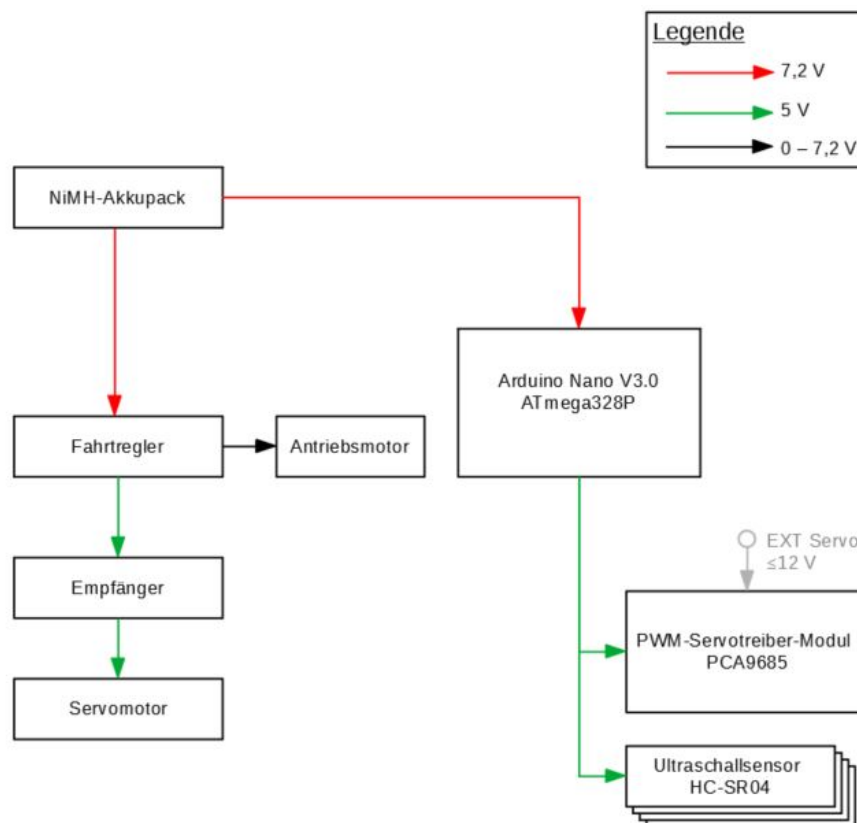 Legende
7,2 V
5 V
0 – 7,2 V
NiMH-Akkupack
Arduino Nano V3.0
ATmega328P
Fahrtregler
Antriebsmotor
EXT Servo
≤12 V
Empfänger
PWM-Servotreiber-Modul
PCA9685
Servomotor
Ultraschallsensor
HC-SR04